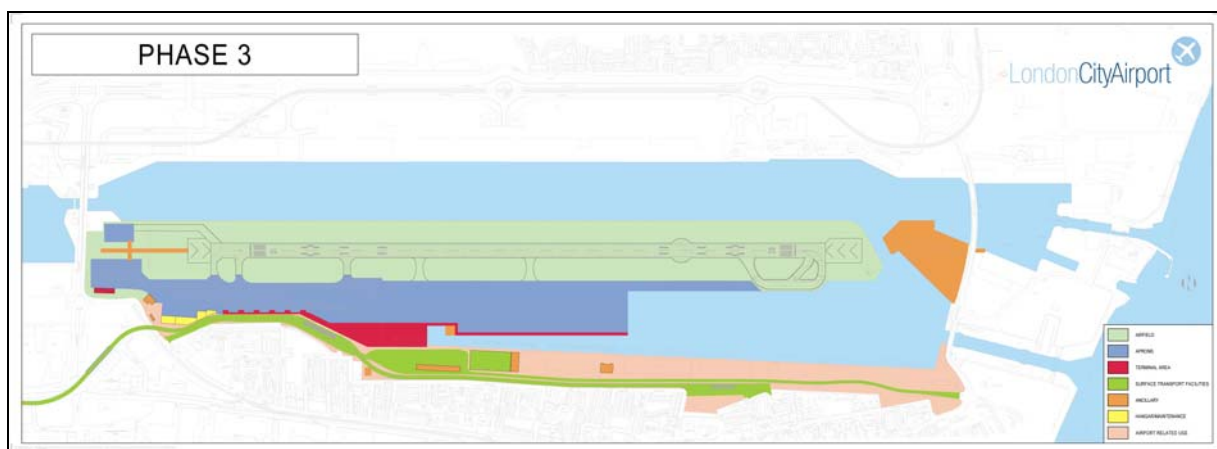 PHASE 3
LondonCityAirport
AIRFIELD
APRONS
TERMINAL AREA
SURFACE TRANSPORT FACILITIES
ANCILLARY
HANGAR/MAINTENANCE
AIRPORT RELATED USE